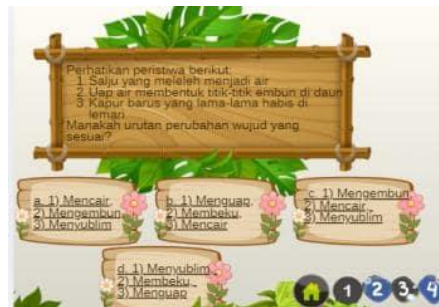 Perhatikan peristiwa berikut:
1. Salju yang meleleh menjadi air
2. Uap air membentuk titik-titik embun di daun
3. Kapur barus yang lama-lama habis di
lemari
Manakah urutan perubahan wujud yang
sesuai?
a. 1) Mencair,
2) Mengembun,
3) Menyublim
b. 1) Menguap,
2) Membeku,
3) Mencair
c. 1) Mengembun,
2) Mencair,
3) Menyublim
d. 1) Menyublim,
2) Membeku,
3) Menguap
1 2 3 4